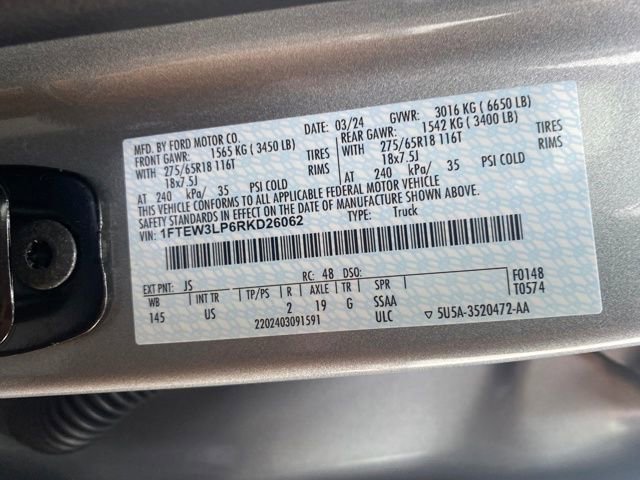 MFD. BY FORD MOTOR CO. DATE: 03/24 GVWR: 3016 KG ( 6650 LB)
FRONT GAWR: 1565 KG ( 3450 LB) REAR GAWR: 1542 KG ( 3400 LB)
WITH 275/65R18 116T TIRES WITH 275/65R18 116T TIRES
18x7.5J RIMS 18x7.5J RIMS
AT 240 kPa/ 35 PSI COLD AT 240 kPa/ 35 PSI COLD
THIS VEHICLE CONFORMS TO ALL APPLICABLE FEDERAL MOTOR VEHICLE
SAFETY STANDARDS IN EFFECT ON THE DATE OF MANUFACTURE SHOWN ABOVE.
VIN: 1FTEW3LP6RKD26062 TYPE: Truck
EXT PNT: JS RC: 48 DSO: F0148
WB INT TR TP/PS R AXLE TR SPR T0574
145 US 2 19 G SSAA
2202403091591 ULC ▽ 5U5A-3520472-AA